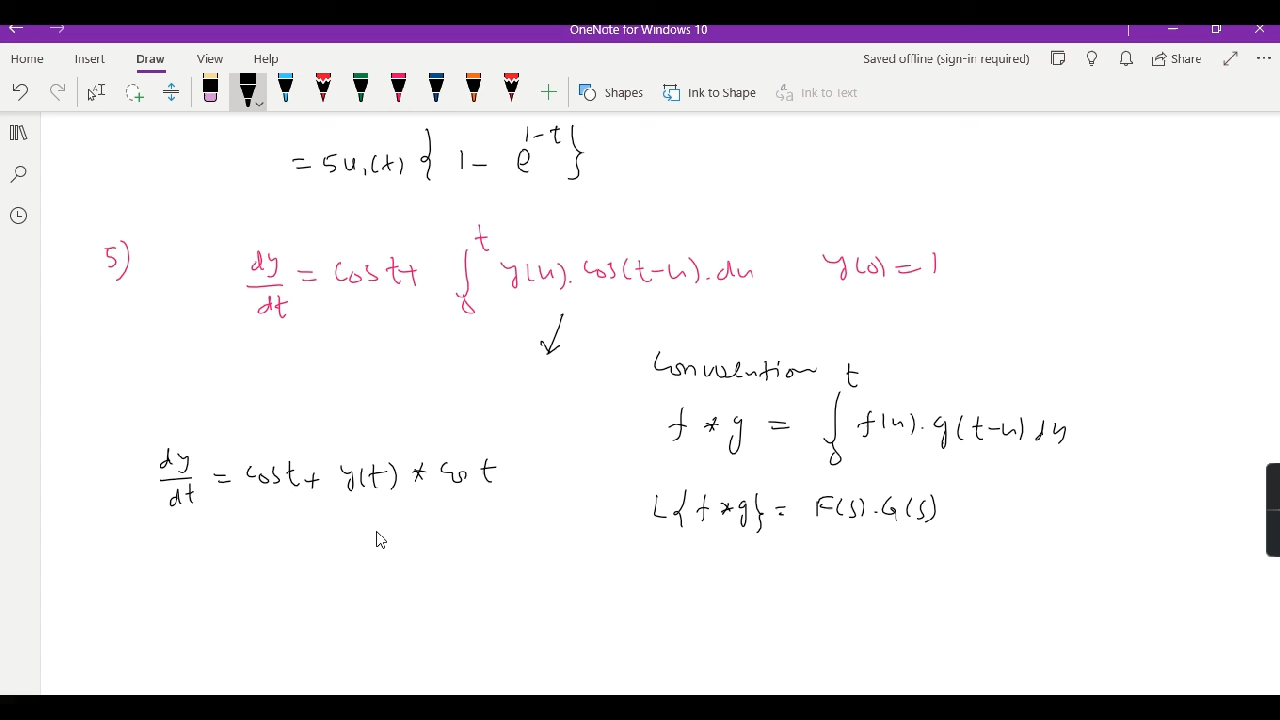 OneNote for Windows 10
Home Insert Draw View Help Saved offline (sign-in required) Share
Shapes Ink to Shape Ink to Text
= 5u₁(t) { 1 - e^{1-t} }
5) dy/dt = cos t + ∫₀ᵗ y(u). cos(t-u). du y(0) = 1
Convolution
f * g = ∫₀ᵗ f(u). g(t-u) du
dy/dt = cos t + y(t) * cos t
L{f * g} = F(s). G(s)